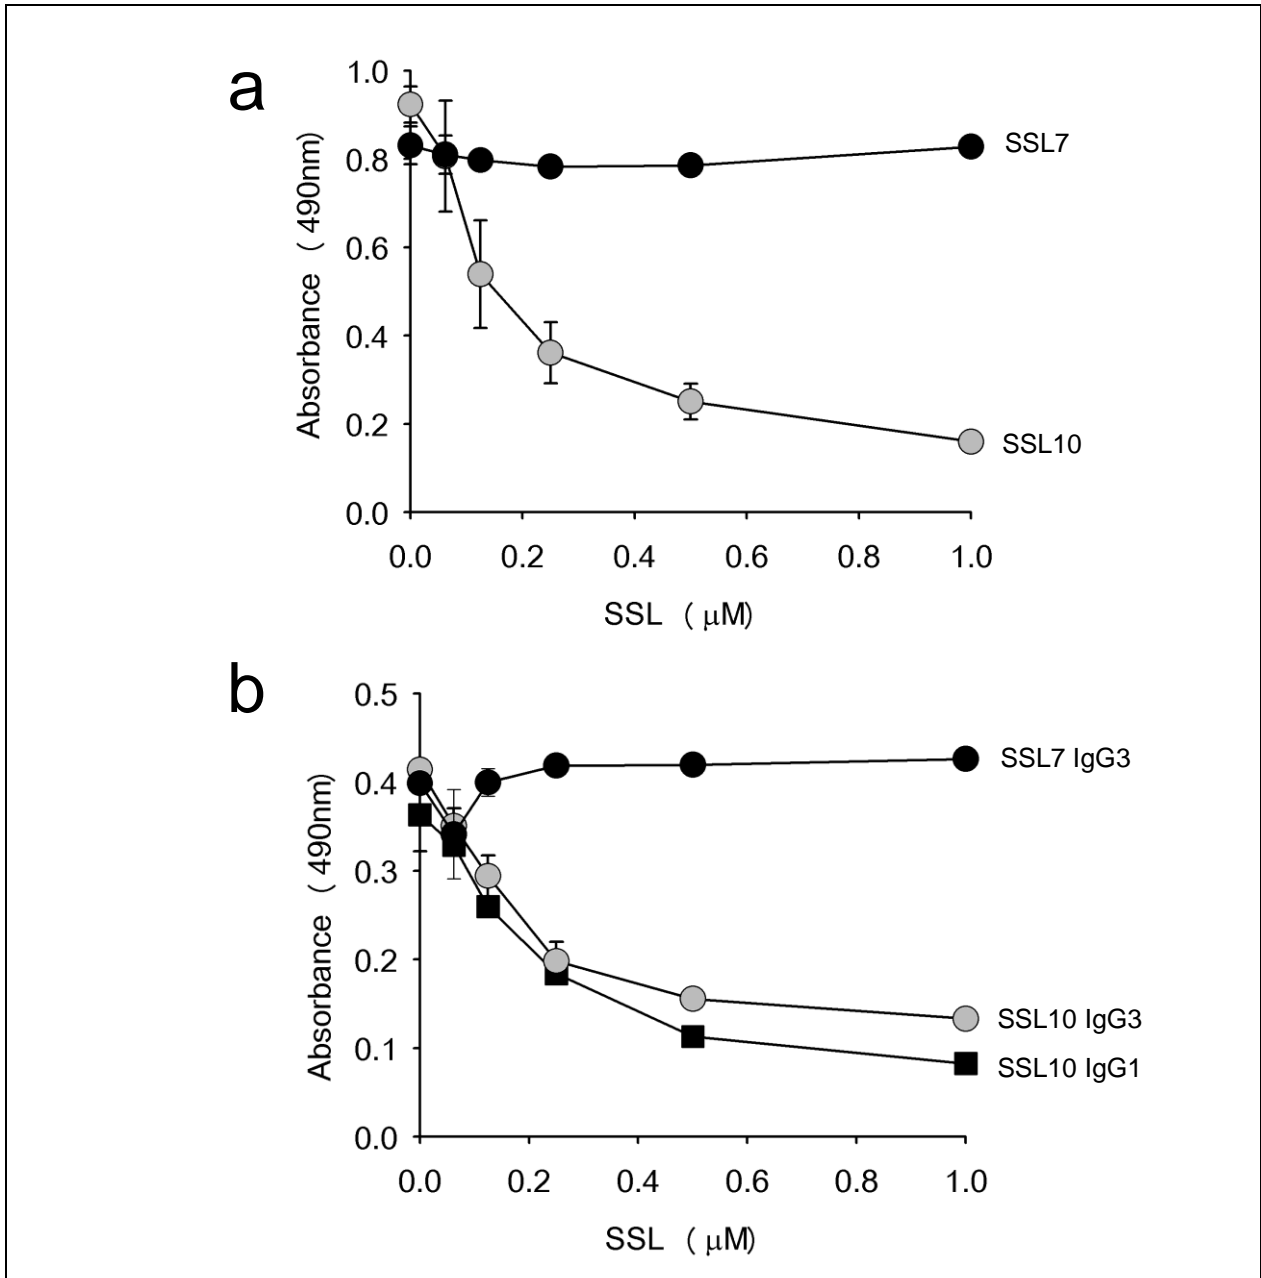 a
1.0
0.8
0.6
0.4
0.2
0.0
Absorbance ( 490nm)
SSL7
SSL10
0.0 0.2 0.4 0.6 0.8 1.0
SSL ( μM)
b
0.5
0.4
0.3
0.2
0.1
0.0
Absorbance ( 490nm)
SSL7 IgG3
SSL10 IgG3
SSL10 IgG1
0.0 0.2 0.4 0.6 0.8 1.0
SSL ( μM)